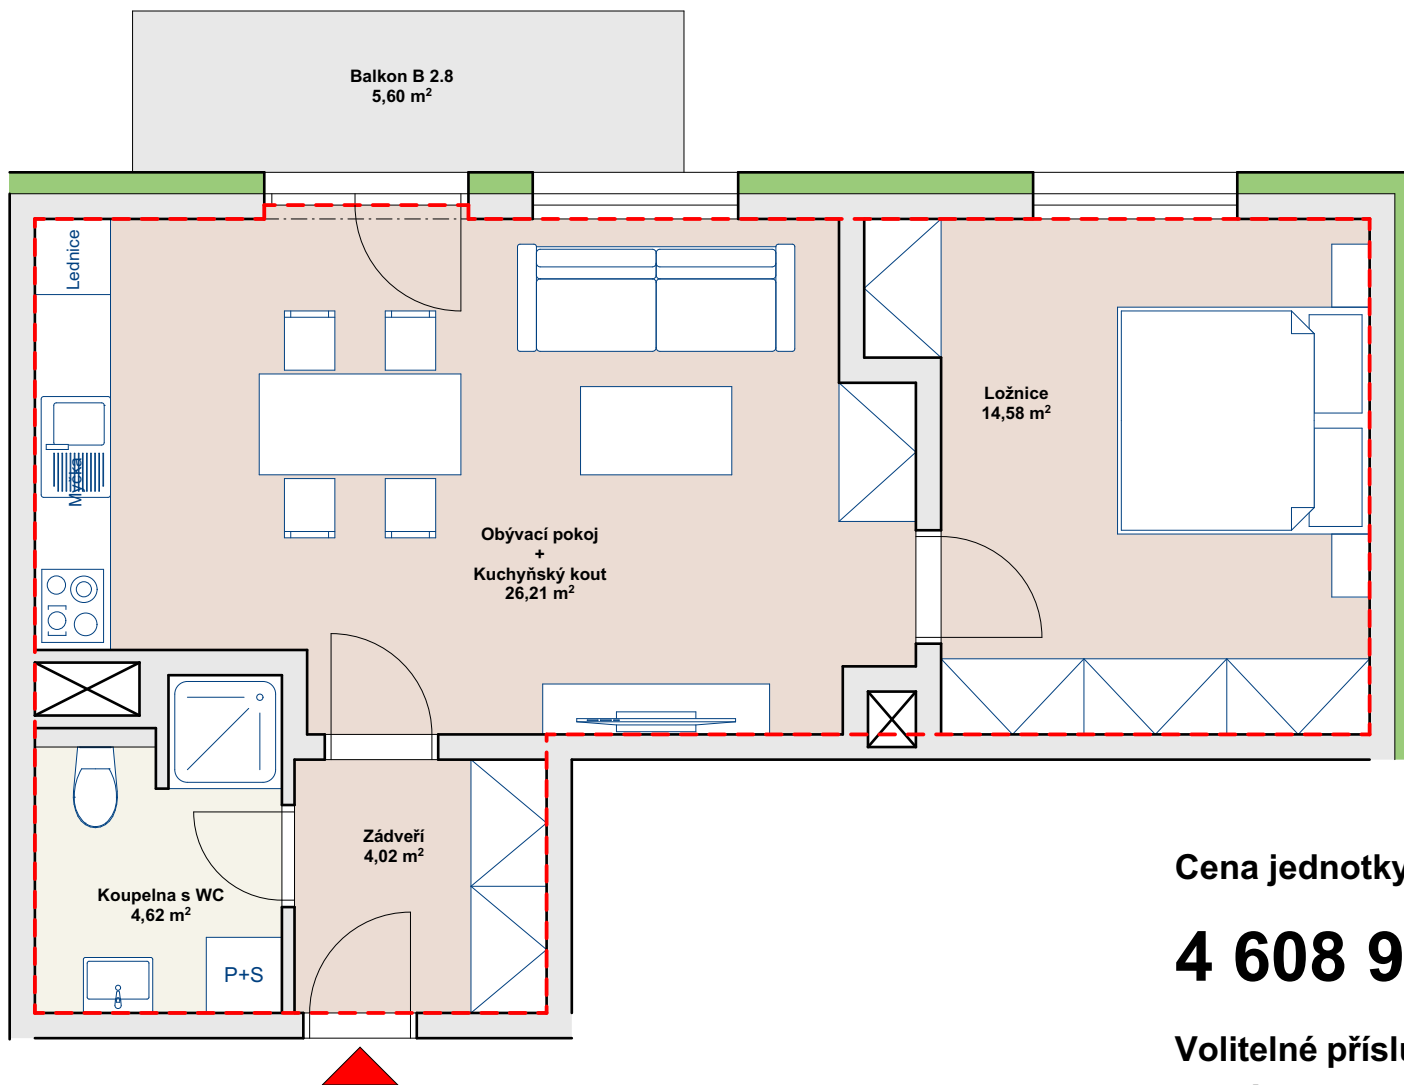 Balkon B 2.8
5,60 m²
Lednice
Myčka
Ložnice
14,58 m²
Obývací pokoj
+
Kuchyňský kout
26,21 m²
Zádveří
4,02 m²
Koupelna s WC
4,62 m²
P+S
Cena jednotky
4 608 9
Volitelné příslu